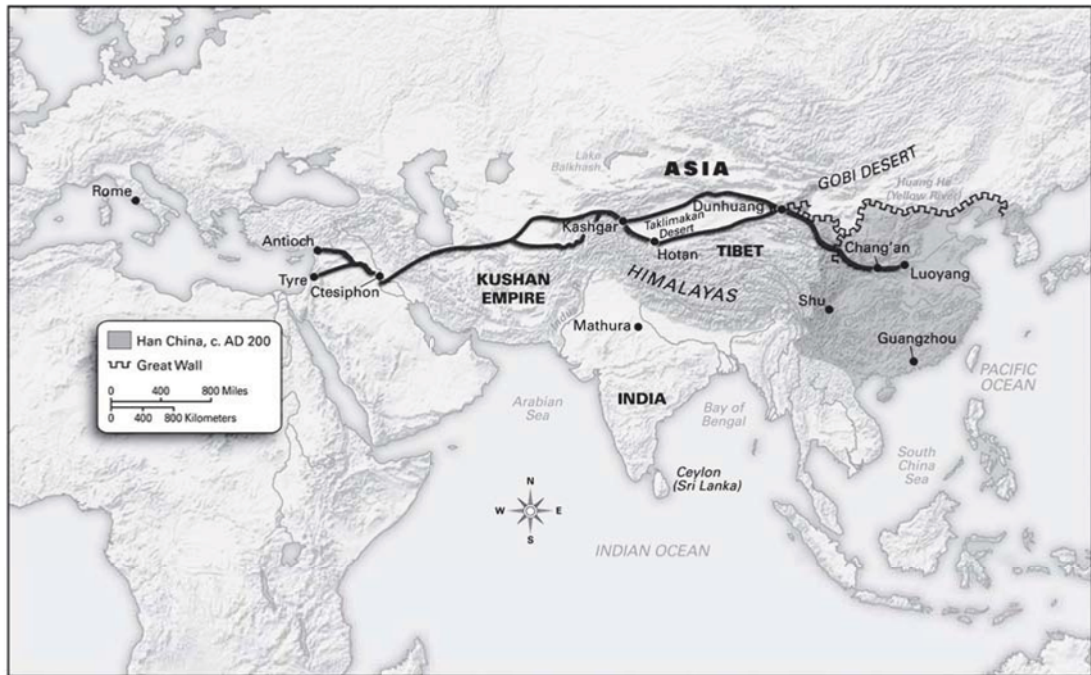 ASIA
GOBI DESERT
Lake
Balkhash
Huang He
(Yellow River)
Rome
Dunhuang
Kashgar
Taklimakan
Desert
Antioch
Chang'an
Hotan
TIBET
Tyre
Ctesiphon
KUSHAN
EMPIRE
HIMALAYAS
Luoyang
Shu
Indus
Mathura
Guangzhou
Han China, c. AD 200
Great Wall
0 400 800 Miles
0 400 800 Kilometers
PACIFIC
OCEAN
Arabian
Sea
INDIA
Bay of
Bengal
South
China
Sea
Ceylon
(Sri Lanka)
N
W E
S
INDIAN OCEAN